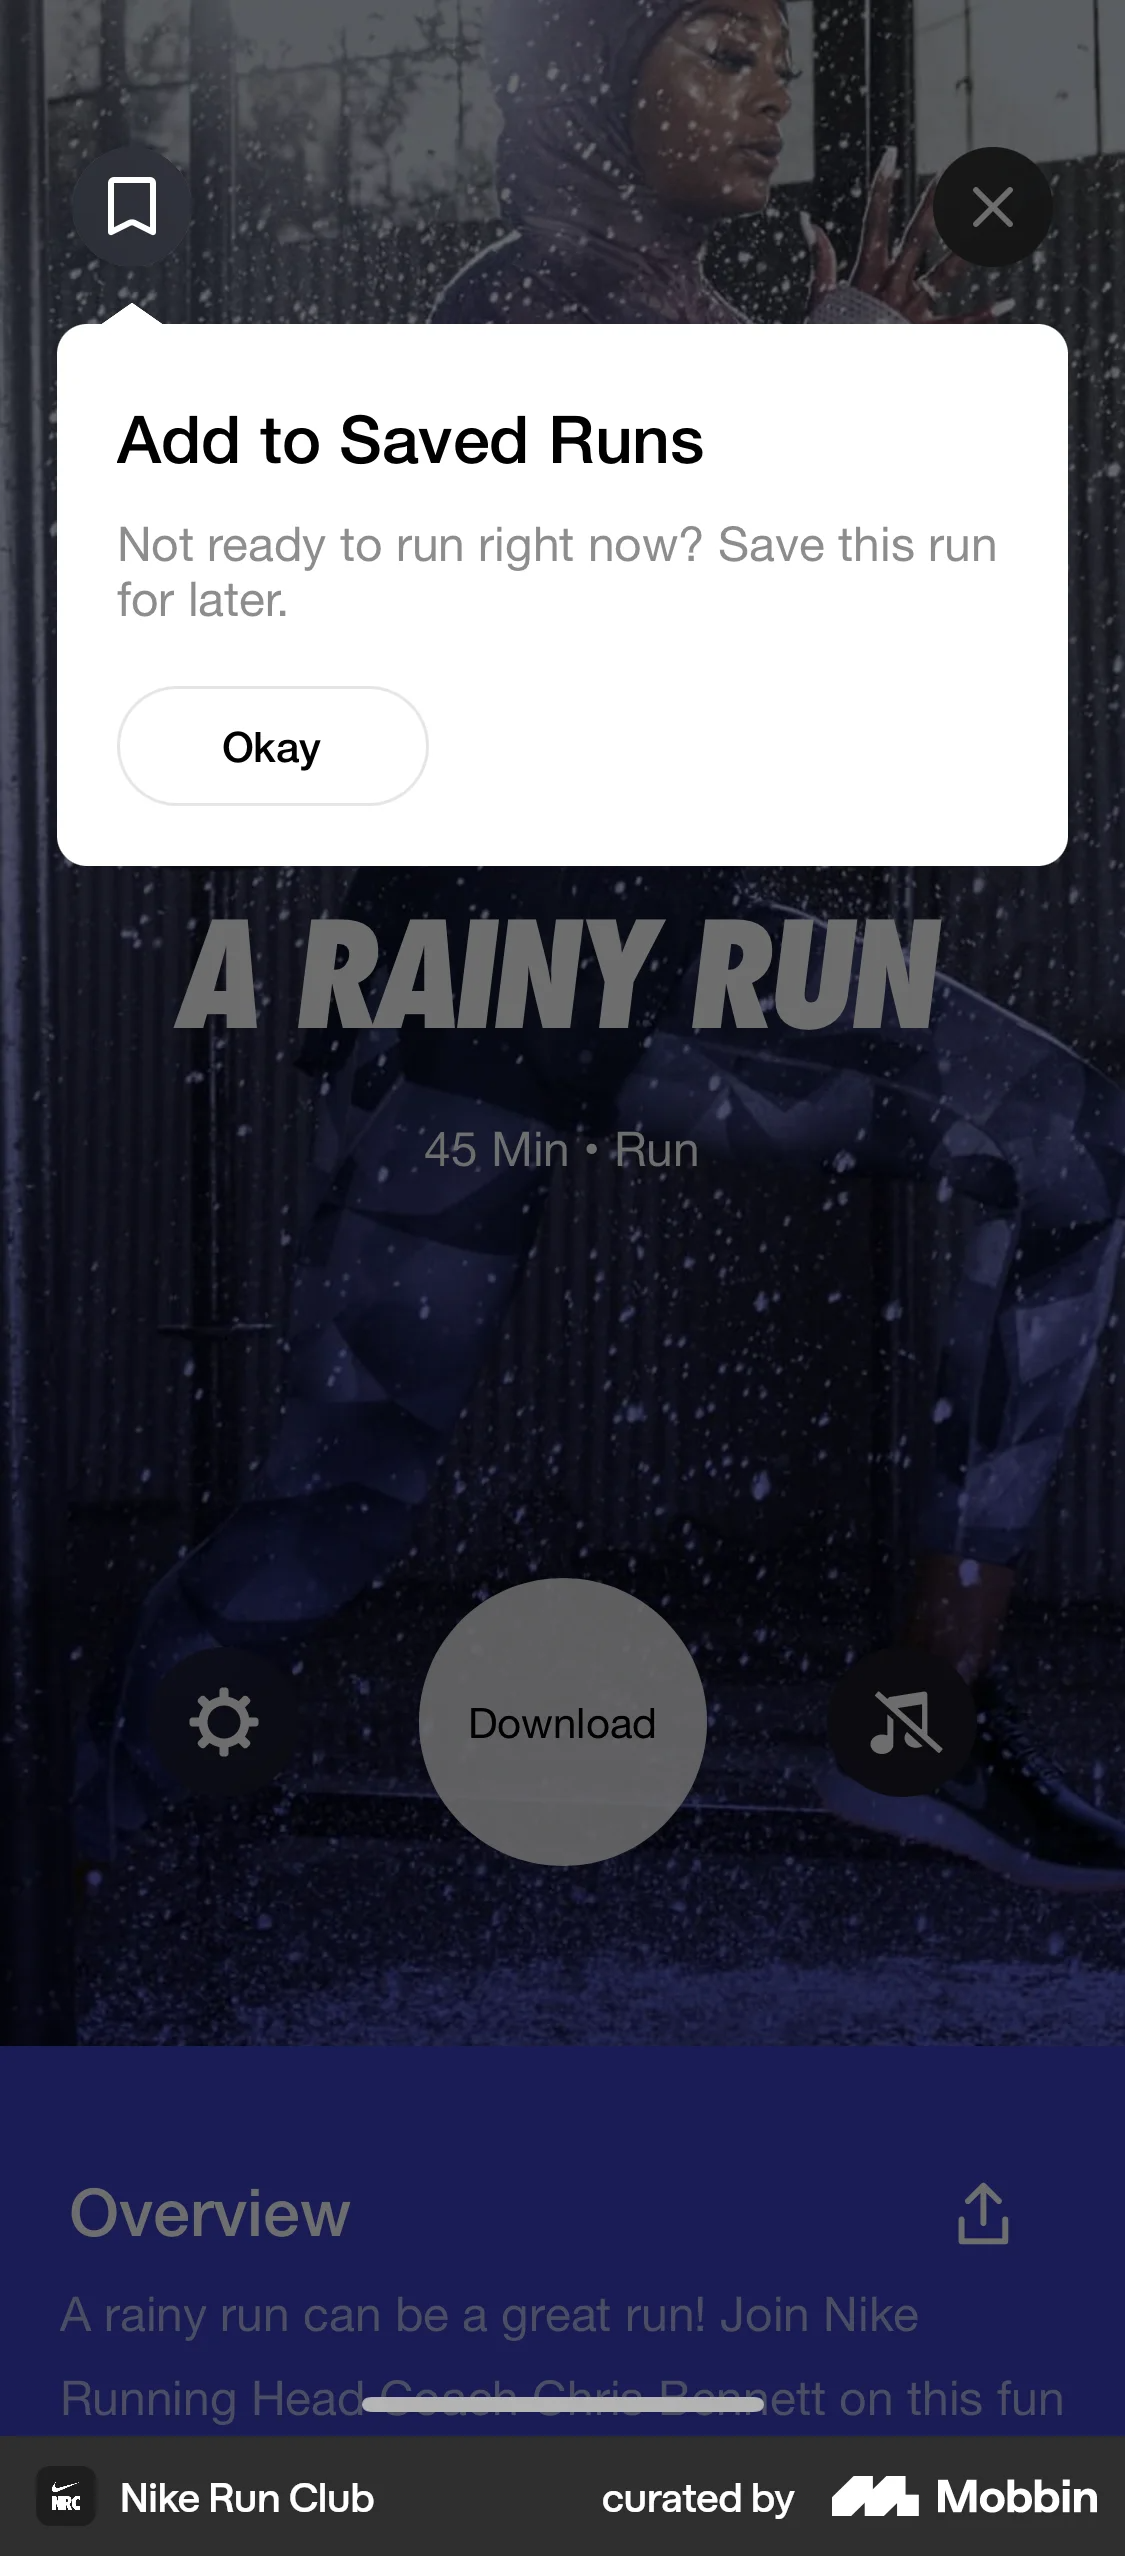 Add to Saved Runs
Not ready to run right now? Save this run
for later.
Okay
A RAINY RUN
45 Min • Run
Download
Overview
A rainy run can be a great run! Join Nike
Running Head Coach Chris Bennett on this fun
NRC
Nike Run Club
curated by
Mobbin